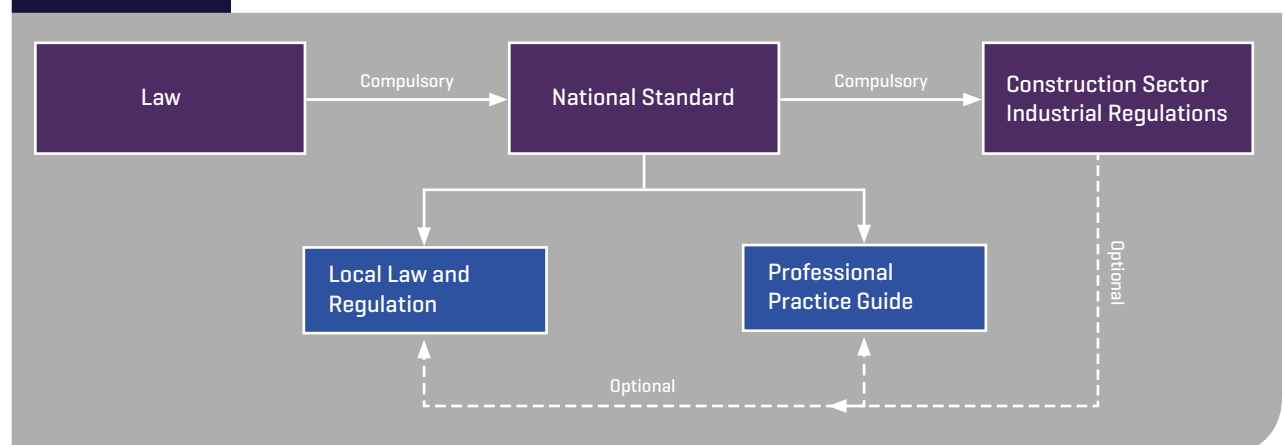 Law
Compulsory
National Standard
Compulsory
Construction Sector
Industrial Regulations
Local Law and
Regulation
Professional
Practice Guide
Optional
Optional